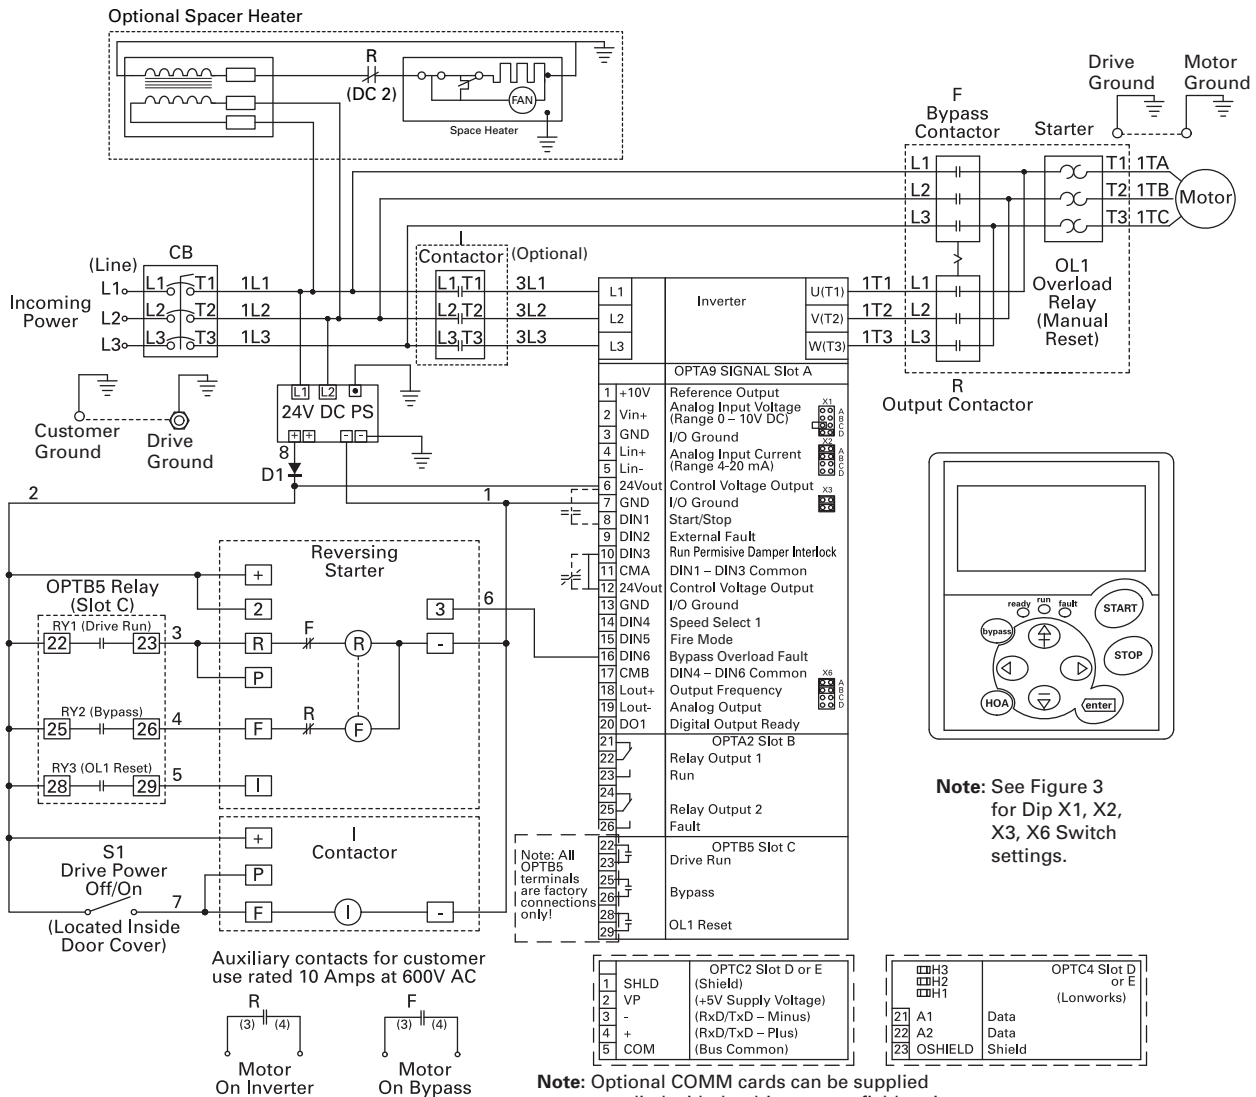 Optional Spacer Heater
R
(DC 2)
FAN
Space Heater
Drive Ground
Motor Ground
F
Bypass Contactor
Starter
L1
L2
L3
T1 1TA
T2 1TB
T3 1TC
Motor
OL1 Overload Relay (Manual Reset)
CB
(Line)
Incoming Power
L1 L1 T1 1L1
L2 L2 T2 1L2
L3 L3 T3 1L3
I
Contactor (Optional)
L1 T1 3L1
L2 T2 3L2
L3 T3 3L3
Inverter
L1 U(T1) 1T1 L1
L2 V(T2) 1T2 L2
L3 W(T3) 1T3 L3
R
Output Contactor
Customer Ground
Drive Ground
L1 L2
24V DC PS
+ + - -
8
D1
2
1
OPTA9 SIGNAL Slot A
1 +10V Reference Output
2 Vin+ Analog Input Voltage (Range 0 – 10V DC)
3 GND I/O Ground
4 Lin+ Analog Input Current
5 Lin- (Range 4-20 mA)
6 24Vout Control Voltage Output
7 GND I/O Ground
8 DIN1 Start/Stop
9 DIN2 External Fault
10 DIN3 Run Permisive Damper Interlock
11 CMA DIN1 – DIN3 Common
12 24Vout Control Voltage Output
13 GND I/O Ground
14 DIN4 Speed Select 1
15 DIN5 Fire Mode
16 DIN6 Bypass Overload Fault
17 CMB DIN4 – DIN6 Common
18 Lout+ Output Frequency
19 Lout- Analog Output
20 DO1 Digital Output Ready
X1
A
B
C
D
X2
A
B
C
D
X3
X6
A
B
C
D
21 OPTA2 Slot B
22 Relay Output 1
23 Run
24
25 Relay Output 2
26 Fault
22 OPTB5 Slot C
23 Drive Run
25
26 Bypass
28
29 OL1 Reset
Note: All OPTB5 terminals are factory connections only!
OPTB5 Relay (Slot C)
RY1 (Drive Run)
22 23 3
RY2 (Bypass)
25 26 4
RY3 (OL1 Reset)
28 29 5
Reversing Starter
+
2
3 6
R F R -
P
F R F
I
I
Contactor
+
P
F I -
S1
Drive Power Off/On
7
(Located Inside Door Cover)
Auxiliary contacts for customer
use rated 10 Amps at 600V AC
R
(3) (4)
Motor On Inverter
F
(3) (4)
Motor On Bypass
ready run fault
START
bypass
STOP
HOA
enter
Note: See Figure 3
for Dip X1, X2,
X3, X6 Switch
settings.
OPTC2 Slot D or E
1 SHLD (Shield)
2 VP (+5V Supply Voltage)
3 - (RxD/TxD – Minus)
4 + (RxD/TxD – Plus)
5 COM (Bus Common)
H3
H2
H1
OPTC4 Slot D or E
(Lonworks)
21 A1 Data
22 A2 Data
23 OSHIELD Shield
Note: Optional COMM cards can be supplied